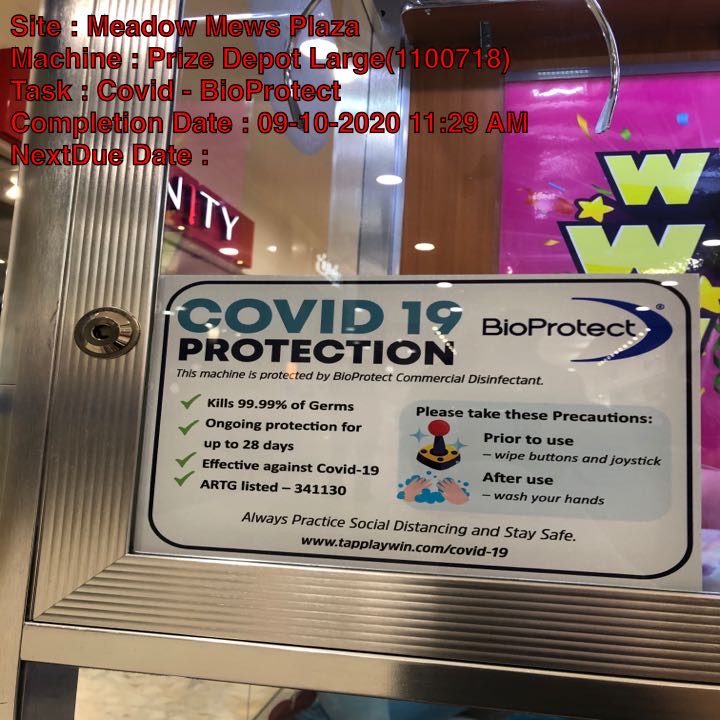 Site : Meadow Mews Plaza
Machine : Prize Depot Large(1100718)
Task : Covid - BioProtect
Completion Date : 09-10-2020 11:29 AM
NextDue Date :
NITY
W
W
COVID 19
PROTECTION
BioProtect®
This machine is protected by BioProtect Commercial Disinfectant.
Kills 99.99% of Germs
Ongoing protection for
up to 28 days
Effective against Covid-19
ARTG listed – 341130
Please take these Precautions:
Prior to use
– wipe buttons and joystick
After use
– wash your hands
Always Practice Social Distancing and Stay Safe.
www.tapplaywin.com/covid-19